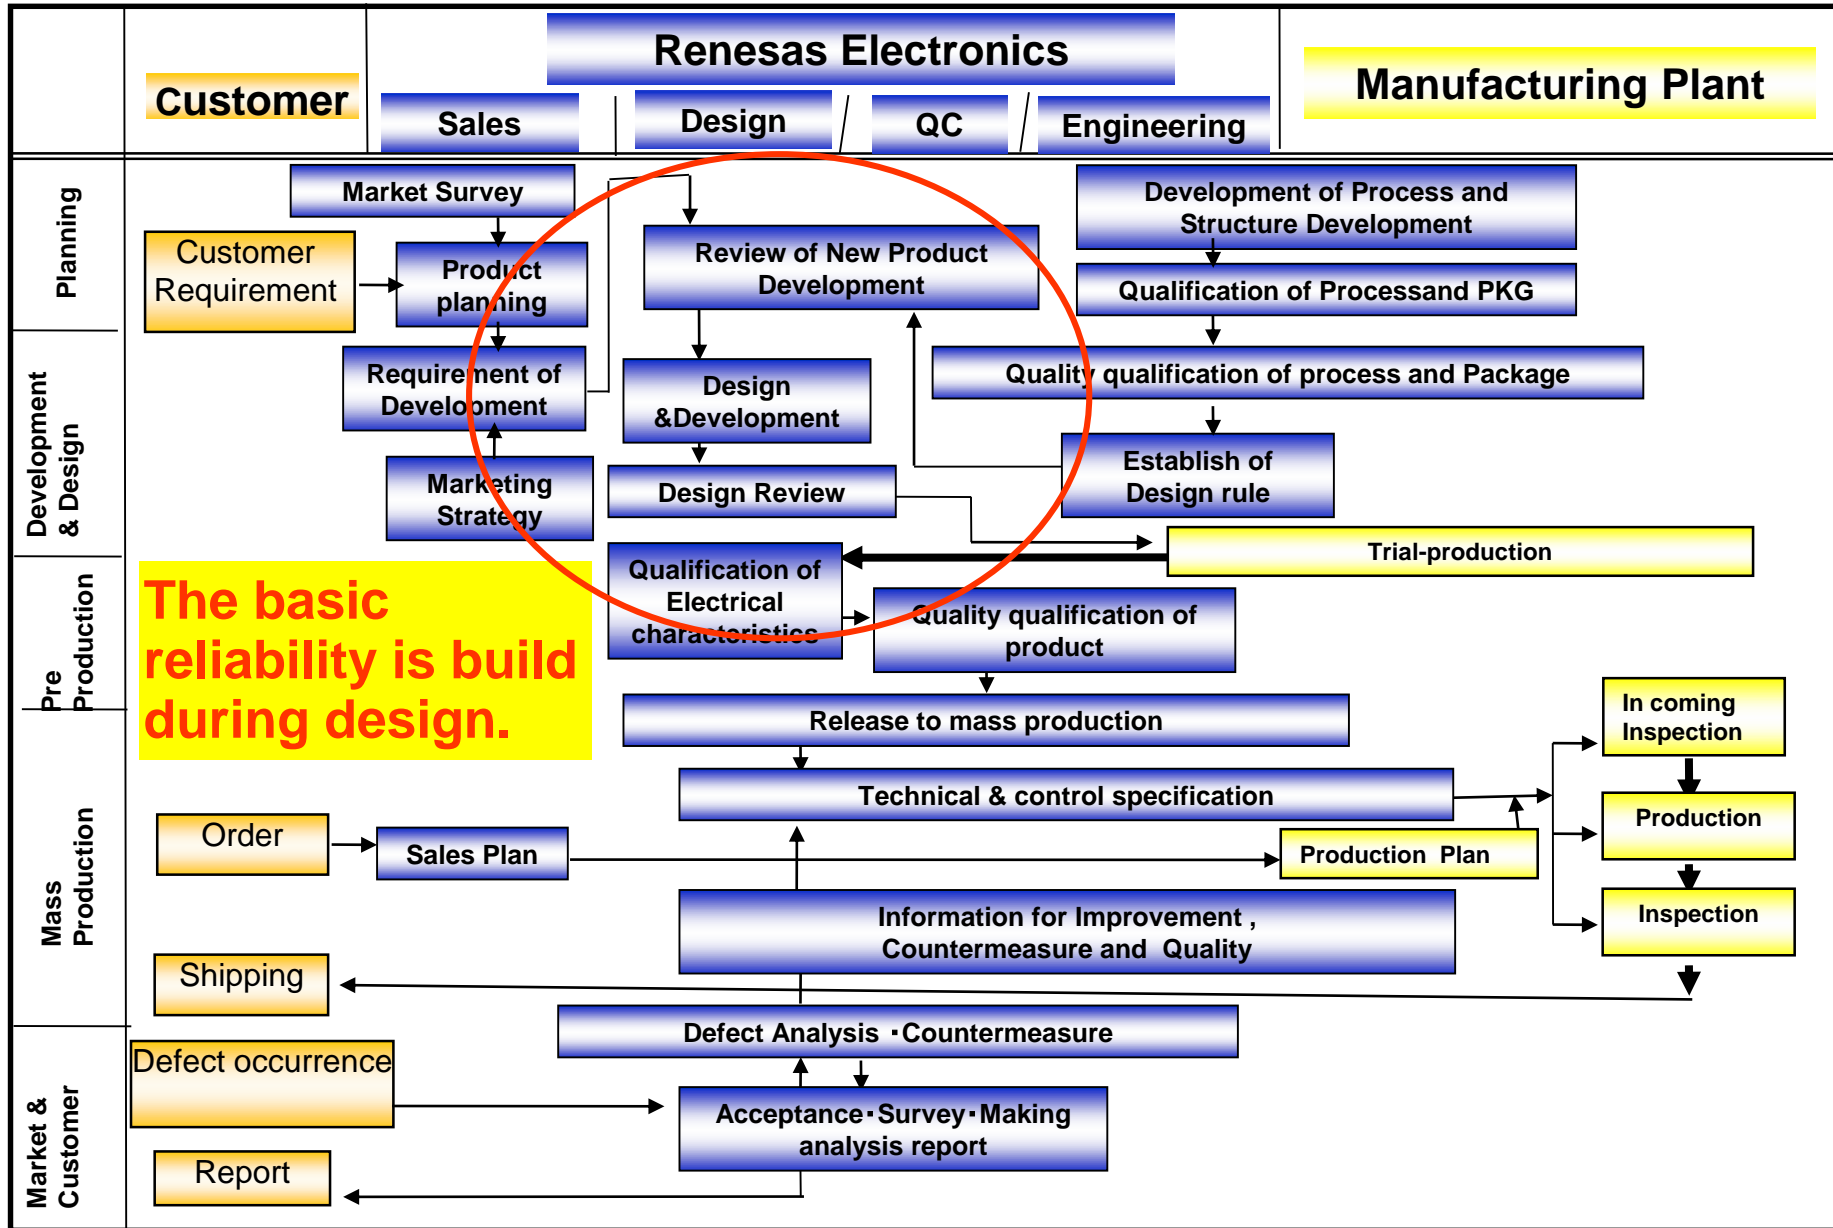 Renesas Electronics
Customer
Manufacturing Plant
Sales
Design
QC
Engineering
Planning
Market Survey
Development of Process and
Structure Development
Customer
Requirement
Product
planning
Review of New Product
Development
Qualification of Processand PKG
Development
& Design
Requirement of
Development
Design
&Development
Quality qualification of process and Package
Marketing
Strategy
Design Review
Establish of
Design rule
Trial-production
Pre
Production
The basic
reliability is build
during design.
Qualification of
Electrical
characteristics
Quality qualification of
product
Release to mass production
In coming
Inspection
Mass
Production
Technical & control specification
Order
Sales Plan
Production Plan
Production
Information for Improvement ,
Countermeasure and Quality
Inspection
Shipping
Market &
Customer
Defect Analysis ・Countermeasure
Defect occurrence
Acceptance・Survey・Making
analysis report
Report